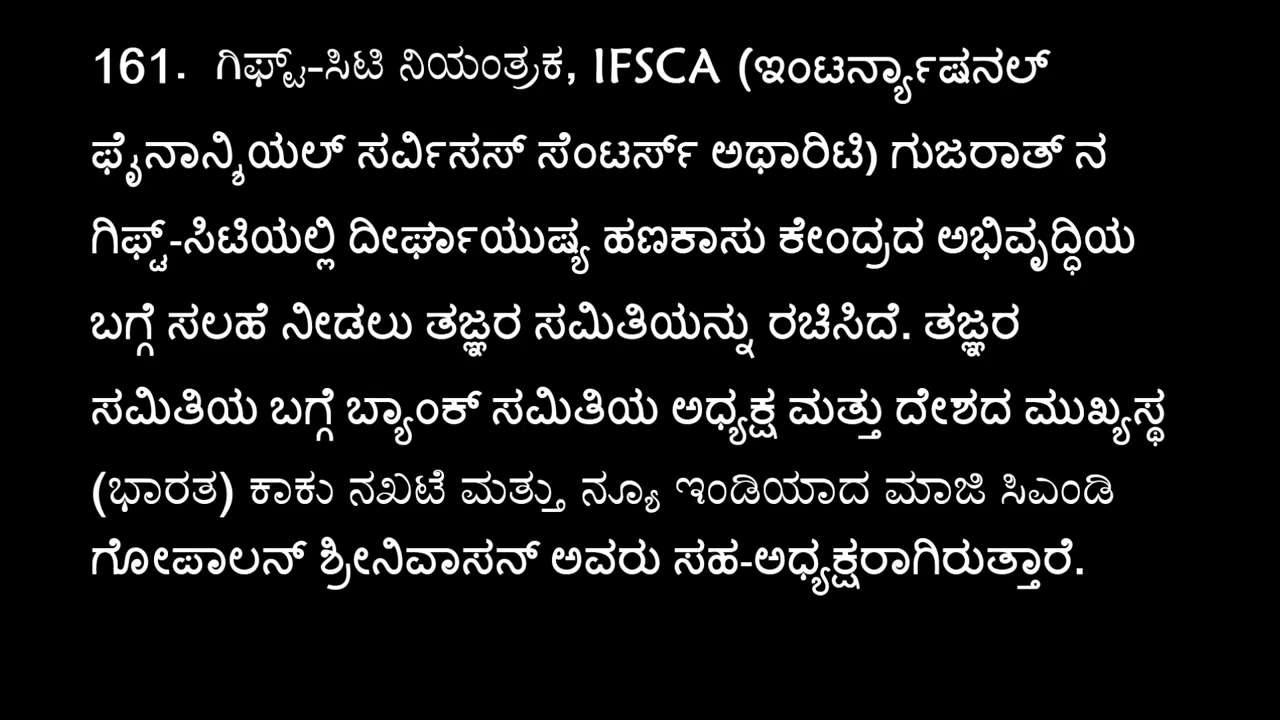 161. ಗಿಫ್ಟ್-ಸಿಟಿ ನಿಯಂತ್ರಕ, IFSCA (ಇಂಟರ್ನ್ಯಾಷನಲ್
ಫೈನಾನ್ಶಿಯಲ್ ಸರ್ವಿಸಸ್ ಸೆಂಟರ್ಸ್ ಅಥಾರಿಟಿ) ಗುಜರಾತ್ ನ
ಗಿಫ್ಟ್-ಸಿಟಿಯಲ್ಲಿ ದೀರ್ಘಾಯುಷ್ಯ ಹಣಕಾಸು ಕೇಂದ್ರದ ಅಭಿವೃದ್ಧಿಯ
ಬಗ್ಗೆ ಸಲಹೆ ನೀಡಲು ತಜ್ಞರ ಸಮಿತಿಯನ್ನು ರಚಿಸಿದೆ. ತಜ್ಞರ
ಸಮಿತಿಯ ಬಗ್ಗೆ ಬ್ಯಾಂಕ್ ಸಮಿತಿಯ ಅಧ್ಯಕ್ಷ ಮತ್ತು ದೇಶದ ಮುಖ್ಯಸ್ಥ
(ಭಾರತ) ಕಾಕು ನಖಟೆ ಮತ್ತು ನ್ಯೂ ಇಂಡಿಯಾದ ಮಾಜಿ ಸಿಎಂಡಿ
ಗೋಪಾಲನ್ ಶ್ರೀನಿವಾಸನ್ ಅವರು ಸಹ-ಅಧ್ಯಕ್ಷರಾಗಿರುತ್ತಾರೆ.